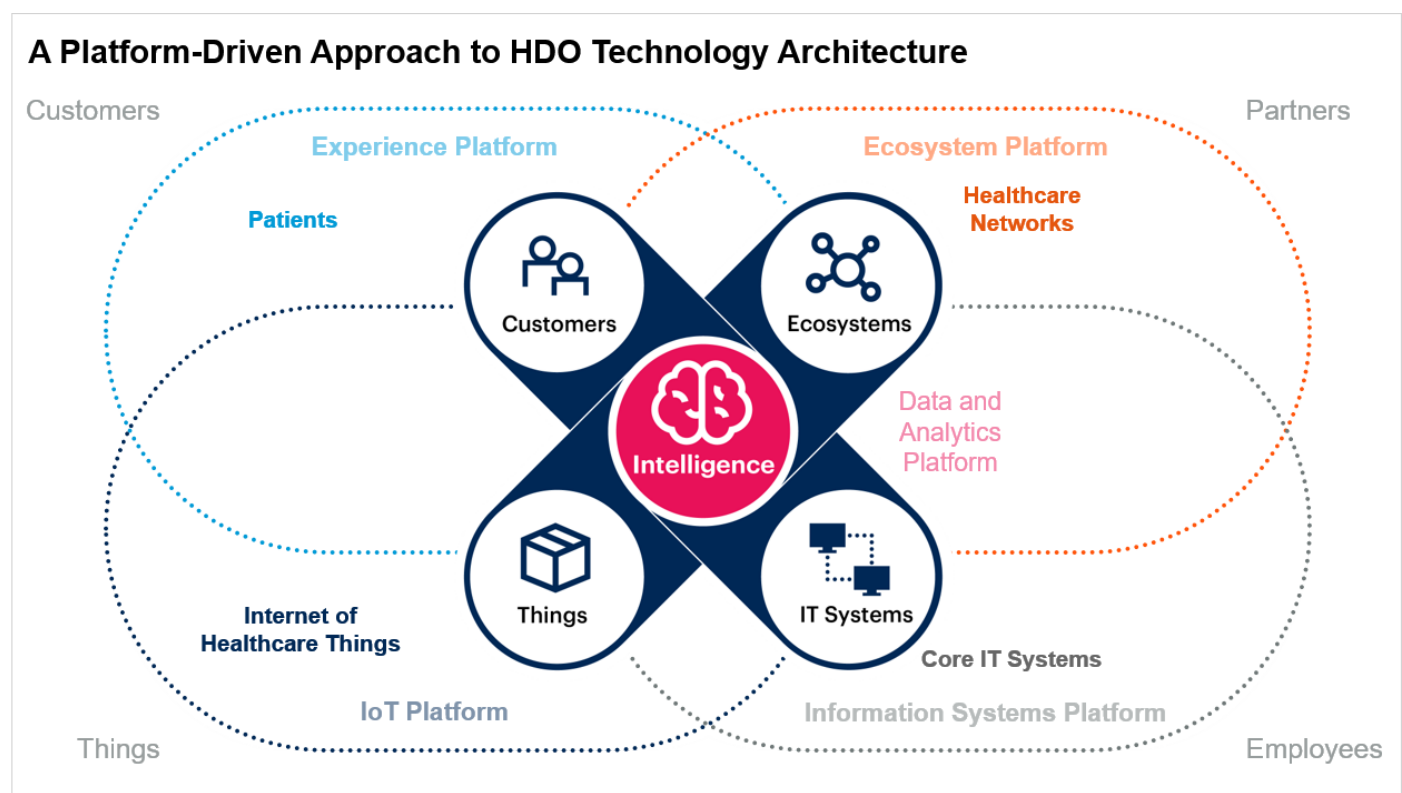 A Platform-Driven Approach to HDO Technology Architecture
Customers
Partners
Experience Platform
Ecosystem Platform
Patients
Healthcare
Networks
Customers
Ecosystems
Data and
Analytics
Platform
Intelligence
Things
IT Systems
Internet of
Healthcare Things
Core IT Systems
IoT Platform
Information Systems Platform
Things
Employees